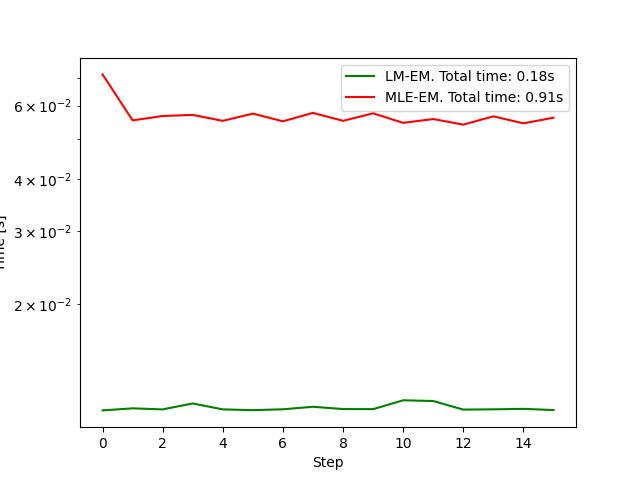 LM-EM. Total time: 0.18s
MLE-EM. Total time: 0.91s
6 × 10⁻²
4 × 10⁻²
3 × 10⁻²
2 × 10⁻²
[s]
0 2 4 6 8 10 12 14
Step